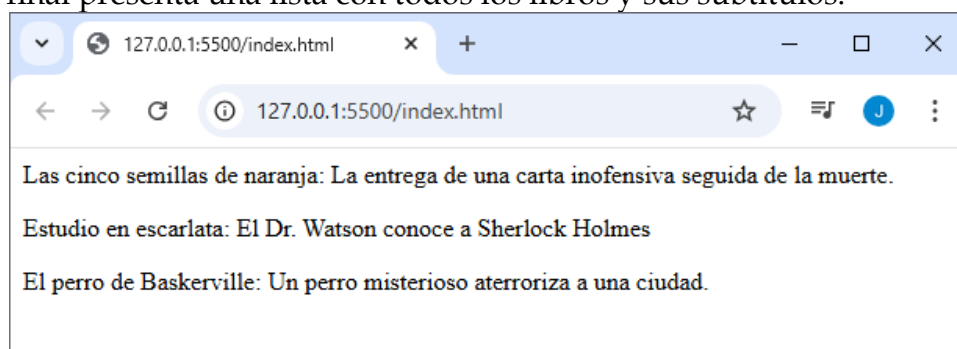 final presenta una lista con todos los libros y sus subtítulos.
127.0.0.1:5500/index.html
127.0.0.1:5500/index.html
J
Las cinco semillas de naranja: La entrega de una carta inofensiva seguida de la muerte.
Estudio en escarlata: El Dr. Watson conoce a Sherlock Holmes
El perro de Baskerville: Un perro misterioso aterroriza a una ciudad.